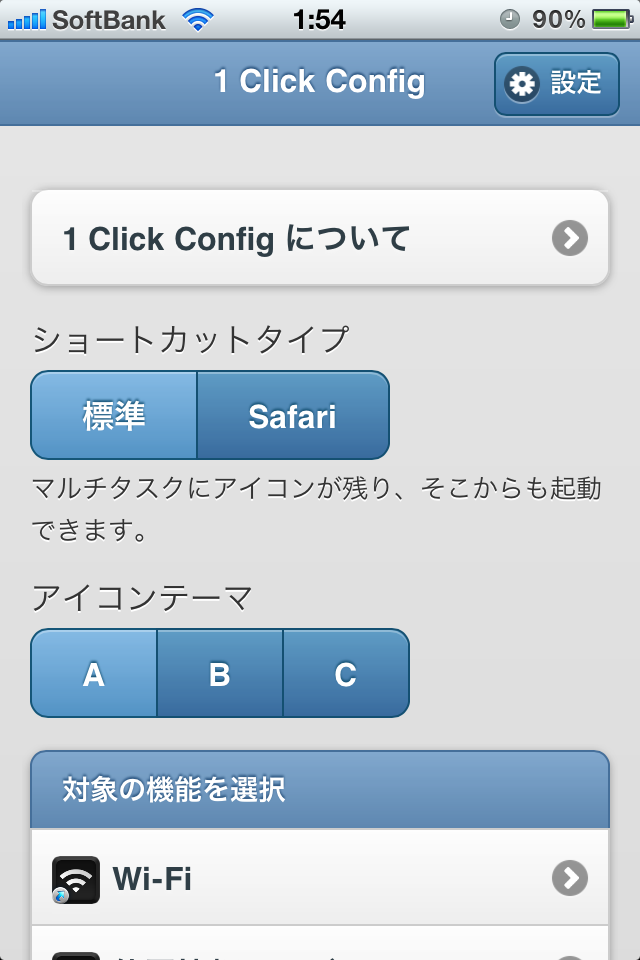 SoftBank 1:54 90%
1 Click Config 設定
1 Click Config について
ショートカットタイプ
標準 Safari
マルチタスクにアイコンが残り、そこからも起動
できます。
アイコンテーマ
A B C
対象の機能を選択
Wi-Fi